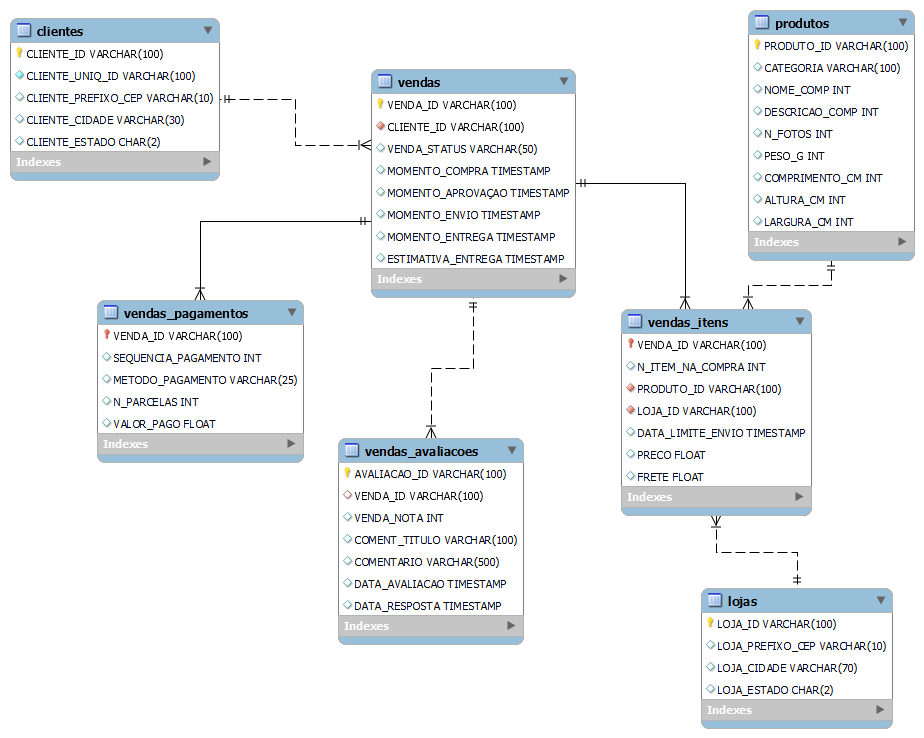 clientes
CLIENTE_ID VARCHAR(100)
CLIENTE_UNIQ_ID VARCHAR(100)
CLIENTE_PREFIXO_CEP VARCHAR(10)
CLIENTE_CIDADE VARCHAR(30)
CLIENTE_ESTADO CHAR(2)
Indexes
vendas
VENDA_ID VARCHAR(100)
CLIENTE_ID VARCHAR(100)
VENDA_STATUS VARCHAR(50)
MOMENTO_COMPRA TIMESTAMP
MOMENTO_APROVAÇAO TIMESTAMP
MOMENTO_ENVIO TIMESTAMP
MOMENTO_ENTREGA TIMESTAMP
ESTIMATIVA_ENTREGA TIMESTAMP
Indexes
produtos
PRODUTO_ID VARCHAR(100)
CATEGORIA VARCHAR(100)
NOME_COMP INT
DESCRICAO_COMP INT
N_FOTOS INT
PESO_G INT
COMPRIMENTO_CM INT
ALTURA_CM INT
LARGURA_CM INT
Indexes
vendas_pagamentos
VENDA_ID VARCHAR(100)
SEQUENCIA_PAGAMENTO INT
METODO_PAGAMENTO VARCHAR(25)
N_PARCELAS INT
VALOR_PAGO FLOAT
Indexes
vendas_avaliacoes
AVALIACAO_ID VARCHAR(100)
VENDA_ID VARCHAR(100)
VENDA_NOTA INT
COMENT_TITULO VARCHAR(100)
COMENTARIO VARCHAR(500)
DATA_AVALIACAO TIMESTAMP
DATA_RESPOSTA TIMESTAMP
Indexes
vendas_itens
VENDA_ID VARCHAR(100)
N_ITEM_NA_COMPRA INT
PRODUTO_ID VARCHAR(100)
LOJA_ID VARCHAR(100)
DATA_LIMITE_ENVIO TIMESTAMP
PRECO FLOAT
FRETE FLOAT
Indexes
lojas
LOJA_ID VARCHAR(100)
LOJA_PREFIXO_CEP VARCHAR(10)
LOJA_CIDADE VARCHAR(70)
LOJA_ESTADO CHAR(2)
Indexes